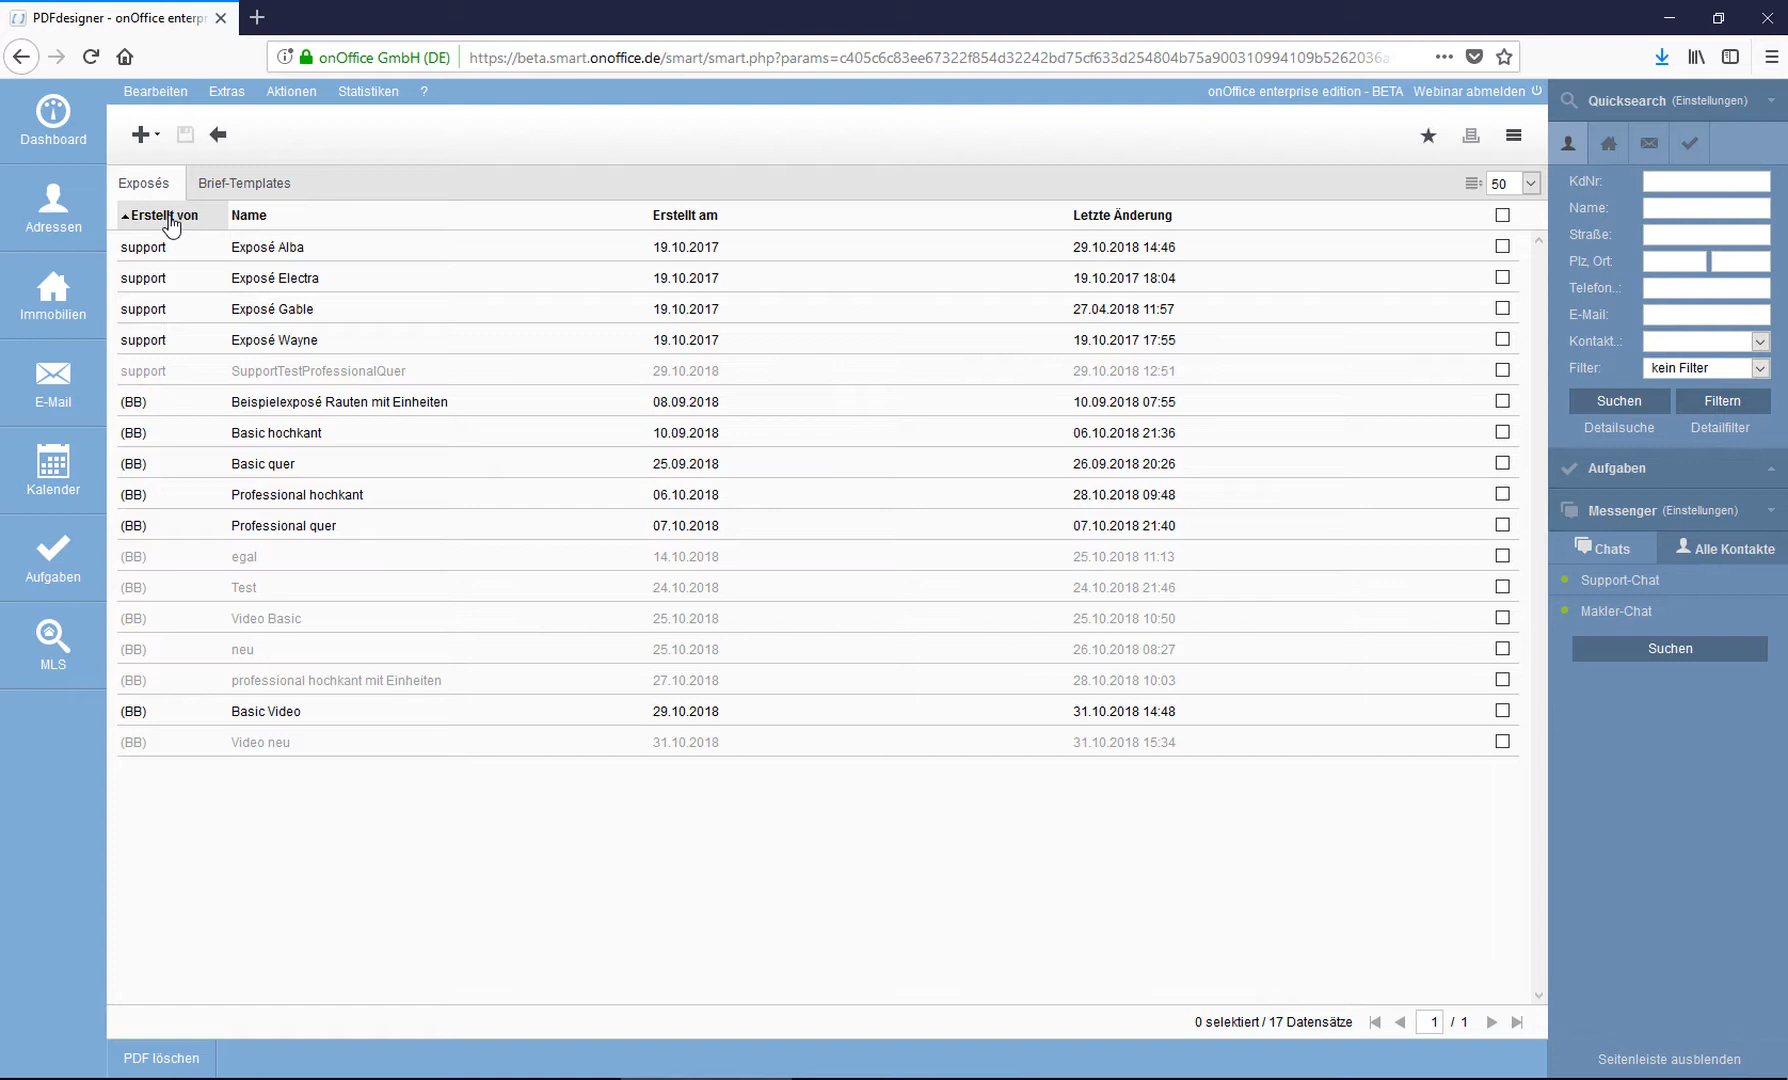 PDFdesigner - onOffice enterpr
onOffice GmbH (DE)
https://beta.smart.onoffice.de/smart/smart.php?params=c405c6c83ee67322f854d32242bd75cf633d254804b75a900310994109b5262036a
Bearbeiten Extras Aktionen Statistiken ?
onOffice enterprise edition - BETA Webinar abmelden
Dashboard
Adressen
Immobilien
E-Mail
Kalender
Aufgaben
MLS
Exposés Brief-Templates 50
Erstellt von Name Erstellt am Letzte Änderung
support Exposé Alba 19.10.2017 29.10.2018 14:46
support Exposé Electra 19.10.2017 19.10.2017 18:04
support Exposé Gable 19.10.2017 27.04.2018 11:57
support Exposé Wayne 19.10.2017 19.10.2017 17:55
support SupportTestProfessionalQuer 29.10.2018 29.10.2018 12:51
(BB) Beispielexposé Rauten mit Einheiten 08.09.2018 10.09.2018 07:55
(BB) Basic hochkant 10.09.2018 06.10.2018 21:36
(BB) Basic quer 25.09.2018 26.09.2018 20:26
(BB) Professional hochkant 06.10.2018 28.10.2018 09:48
(BB) Professional quer 07.10.2018 07.10.2018 21:40
(BB) egal 14.10.2018 25.10.2018 11:13
(BB) Test 24.10.2018 24.10.2018 21:46
(BB) Video Basic 25.10.2018 25.10.2018 10:50
(BB) neu 25.10.2018 26.10.2018 08:27
(BB) professional hochkant mit Einheiten 27.10.2018 28.10.2018 10:03
(BB) Basic Video 29.10.2018 31.10.2018 14:48
(BB) Video neu 31.10.2018 31.10.2018 15:34
0 selektiert / 17 Datensätze 1 / 1
PDF löschen
Quicksearch (Einstellungen)
KdNr:
Name:
Straße:
Plz, Ort:
Telefon..:
E-Mail:
Kontakt..:
Filter: kein Filter
Suchen Filtern
Detailsuche Detailfilter
Aufgaben
Messenger (Einstellungen)
Chats Alle Kontakte
Support-Chat
Makler-Chat
Suchen
Seitenleiste ausblenden